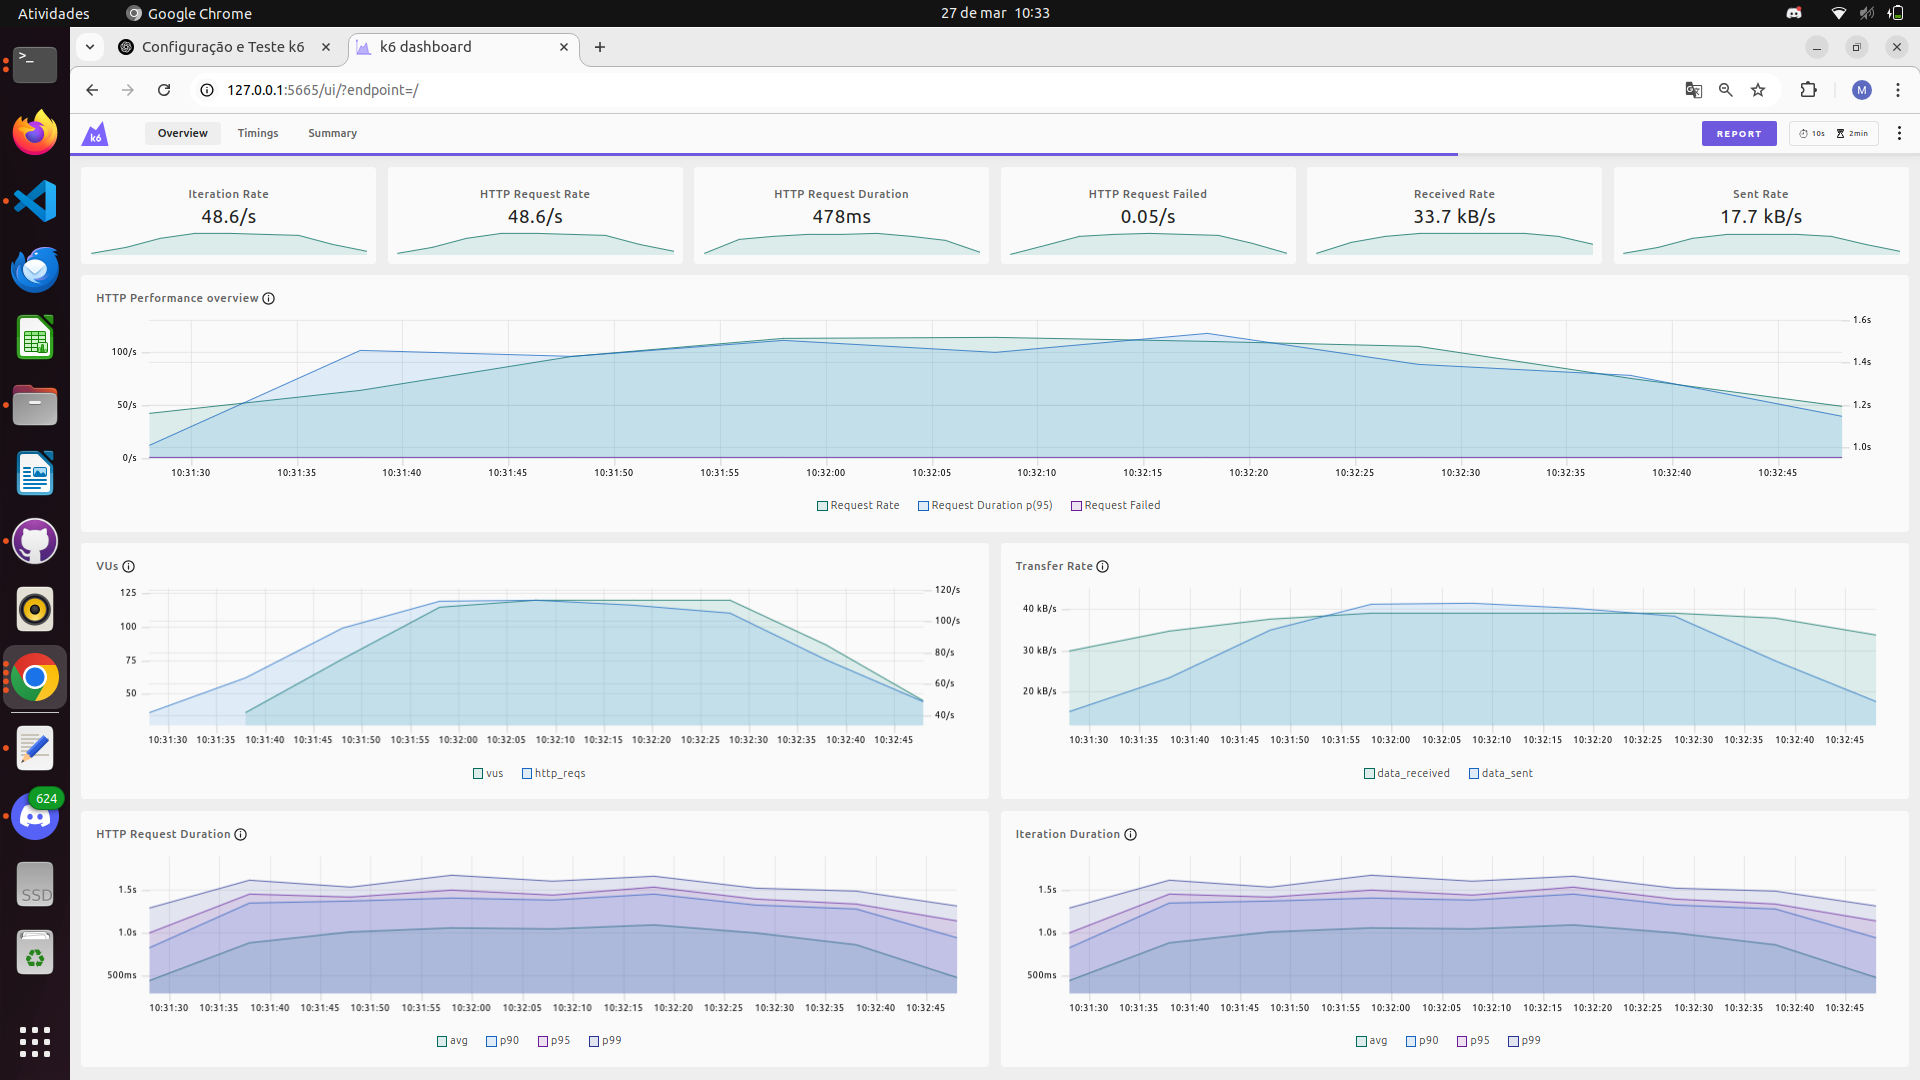 Atividades
Google Chrome
27 de mar 10:33
Configuração e Teste k6
k6 dashboard
127.0.0.1:5665/ui/?endpoint=/
M
k6
Overview
Timings
Summary
REPORT
10s
2min
Iteration Rate
48.6/s
HTTP Request Rate
48.6/s
HTTP Request Duration
478ms
HTTP Request Failed
0.05/s
Received Rate
33.7 kB/s
Sent Rate
17.7 kB/s
HTTP Performance overview
100/s
50/s
0/s
1.6s
1.4s
1.2s
1.0s
10:31:30 10:31:35 10:31:40 10:31:45 10:31:50 10:31:55 10:32:00 10:32:05 10:32:10 10:32:15 10:32:20 10:32:25 10:32:30 10:32:35 10:32:40 10:32:45
Request Rate Request Duration p(95) Request Failed
VUs
125
100
75
50
120/s
100/s
80/s
60/s
40/s
10:31:30 10:31:35 10:31:40 10:31:45 10:31:50 10:31:55 10:32:00 10:32:05 10:32:10 10:32:15 10:32:20 10:32:25 10:32:30 10:32:35 10:32:40 10:32:45
vus http_reqs
Transfer Rate
40 kB/s
30 kB/s
20 kB/s
10:31:30 10:31:35 10:31:40 10:31:45 10:31:50 10:31:55 10:32:00 10:32:05 10:32:10 10:32:15 10:32:20 10:32:25 10:32:30 10:32:35 10:32:40 10:32:45
data_received data_sent
HTTP Request Duration
1.5s
1.0s
500ms
10:31:30 10:31:35 10:31:40 10:31:45 10:31:50 10:31:55 10:32:00 10:32:05 10:32:10 10:32:15 10:32:20 10:32:25 10:32:30 10:32:35 10:32:40 10:32:45
avg p90 p95 p99
Iteration Duration
1.5s
1.0s
500ms
10:31:30 10:31:35 10:31:40 10:31:45 10:31:50 10:31:55 10:32:00 10:32:05 10:32:10 10:32:15 10:32:20 10:32:25 10:32:30 10:32:35 10:32:40 10:32:45
avg p90 p95 p99
624
SSD